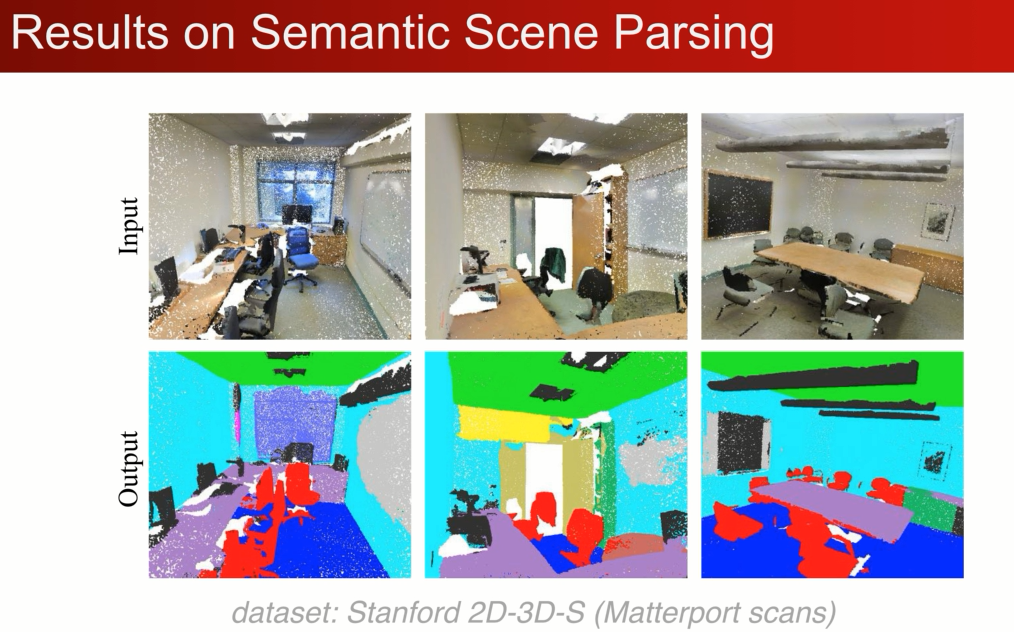 Results on Semantic Scene Parsing
Input
Output
dataset: Stanford 2D-3D-S (Matterport scans)